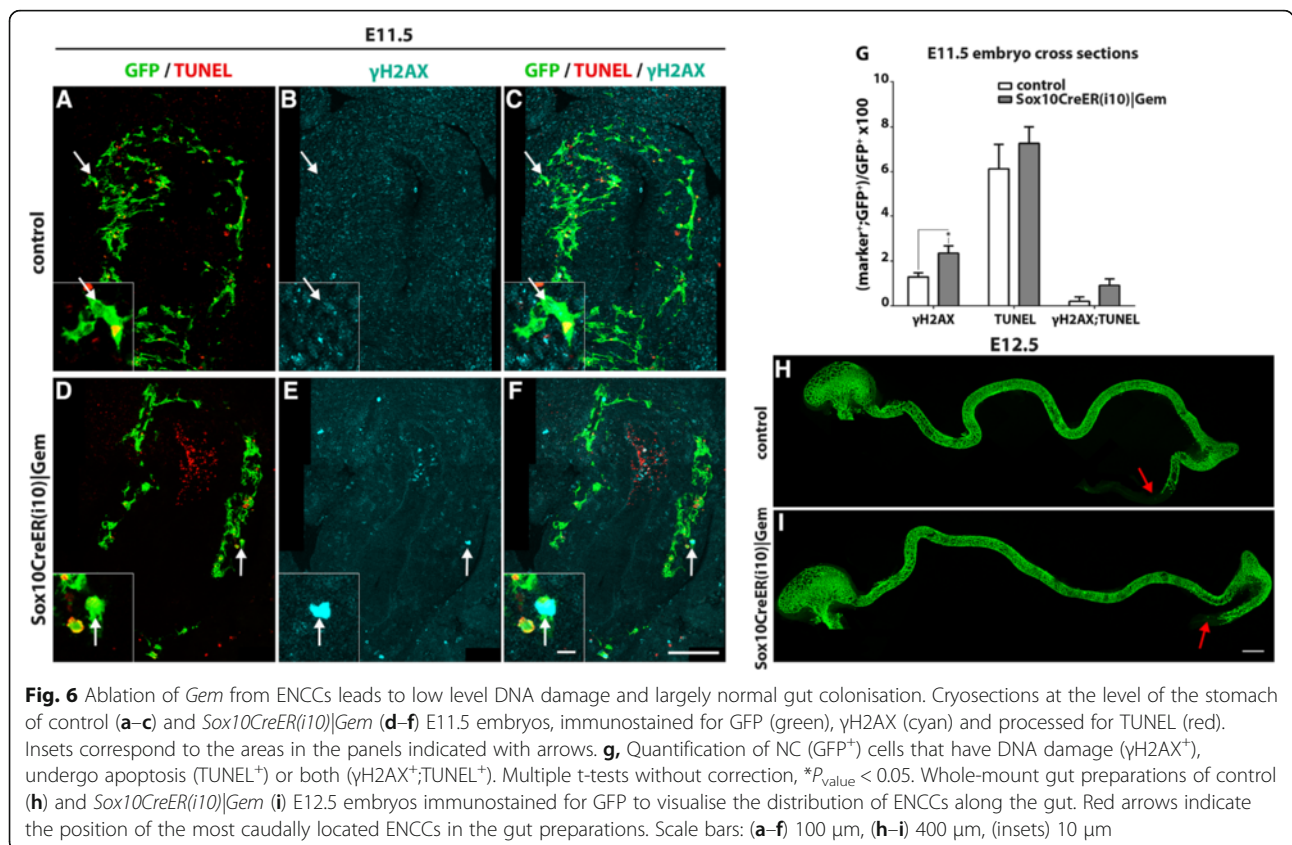 E11.5
GFP / TUNEL
γH2AX
GFP / TUNEL / γH2AX
control
A
B
C
Sox10CreER(i10)|Gem
D
E
F
G
E11.5 embryo cross sections
control
Sox10CreER(i10)|Gem
(marker⁺;GFP⁺)/GFP⁺ x100
10
8
6
4
2
0
*
γH2AX
TUNEL
γH2AX;TUNEL
E12.5
control
H
Sox10CreER(i10)|Gem
I
Fig. 6 Ablation of Gem from ENCCs leads to low level DNA damage and largely normal gut colonisation. Cryosections at the level of the stomach
of control (a–c) and Sox10CreER(i10)|Gem (d–f) E11.5 embryos, immunostained for GFP (green), γH2AX (cyan) and processed for TUNEL (red).
Insets correspond to the areas in the panels indicated with arrows. g, Quantification of NC (GFP⁺) cells that have DNA damage (γH2AX⁺),
undergo apoptosis (TUNEL⁺) or both (γH2AX⁺;TUNEL⁺). Multiple t-tests without correction, *Pvalue < 0.05. Whole-mount gut preparations of control
(h) and Sox10CreER(i10)|Gem (i) E12.5 embryos immunostained for GFP to visualise the distribution of ENCCs along the gut. Red arrows indicate
the position of the most caudally located ENCCs in the gut preparations. Scale bars: (a–f) 100 μm, (h–i) 400 μm, (insets) 10 μm